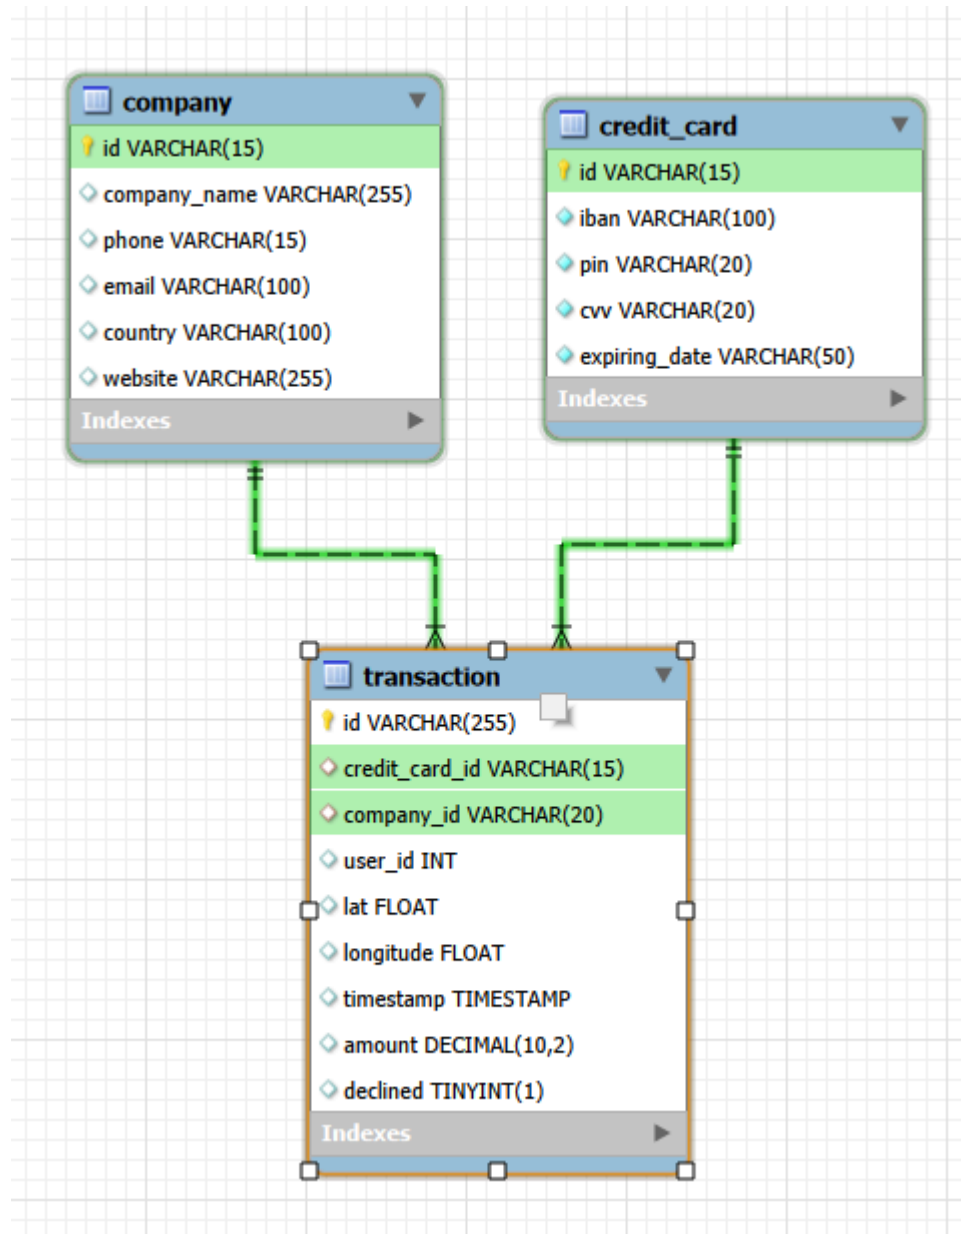 company
id VARCHAR(15)
company_name VARCHAR(255)
phone VARCHAR(15)
email VARCHAR(100)
country VARCHAR(100)
website VARCHAR(255)
Indexes
credit_card
id VARCHAR(15)
iban VARCHAR(100)
pin VARCHAR(20)
cvv VARCHAR(20)
expiring_date VARCHAR(50)
Indexes
transaction
id VARCHAR(255)
credit_card_id VARCHAR(15)
company_id VARCHAR(20)
user_id INT
lat FLOAT
longitude FLOAT
timestamp TIMESTAMP
amount DECIMAL(10,2)
declined TINYINT(1)
Indexes